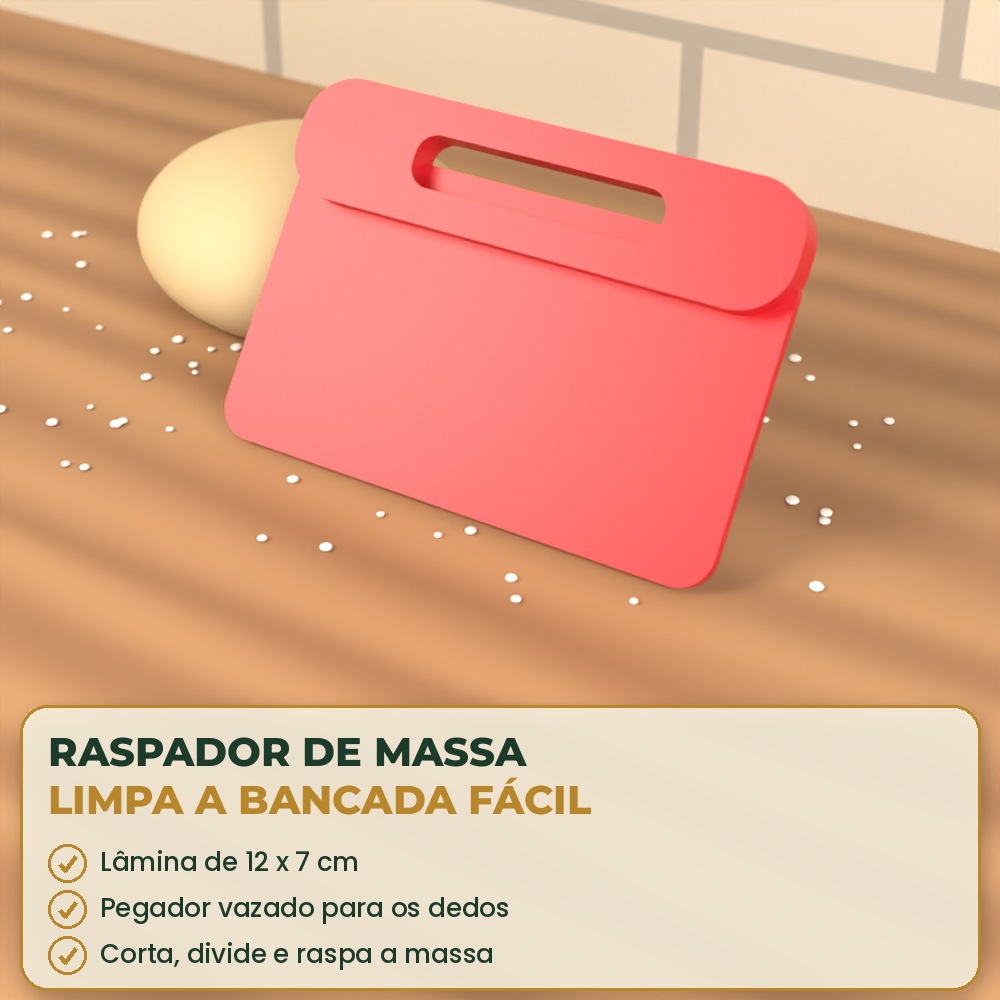 RASPADOR DE MASSA
LIMPA A BANCADA FÁCIL
Lâmina de 12 x 7 cm
Pegador vazado para os dedos
Corta, divide e raspa a massa